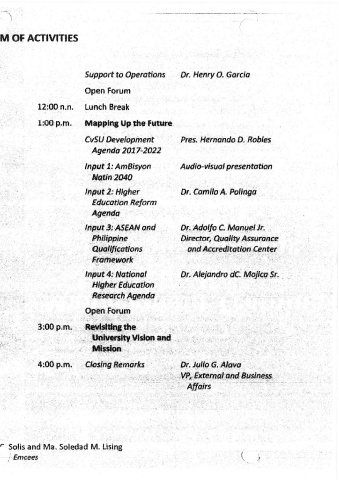 M OF ACTIVITIES
Support to Operations Dr. Henry O. Garcia
Open Forum
12:00 n.n. Lunch Break
1:00 p.m. Mapping Up the Future
CvSU Development Pres. Hernando D. Robles
Agenda 2017-2022
Input 1: AmBisyon Audio-visual presentation
Natin 2040
Input 2: Higher Dr. Camilo A. Polinga
Education Reform
Agenda
Input 3: ASEAN and Dr. Adolfo C. Manuel Jr.
Philippine Director, Quality Assurance
Qualifications and Accreditation Center
Framework
Input 4: National Dr. Alejandro dC. Mojica Sr.
Higher Education
Research Agenda
Open Forum
3:00 p.m. Revisiting the
University Vision and
Mission
4:00 p.m. Closing Remarks Dr. Julio G. Alava
VP, External and Business
Affairs
Solis and Ma. Soledad M. Lising
Emcees